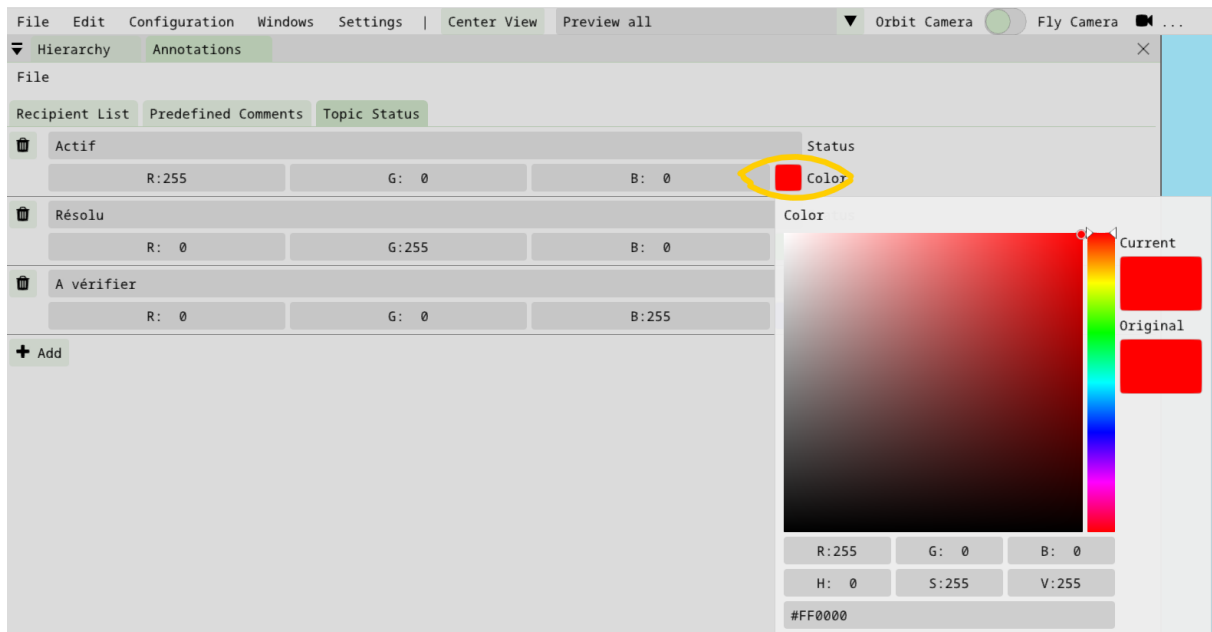 File Edit Configuration Windows Settings | Center View Preview all ▼ Orbit Camera Fly Camera ...
Hierarchy Annotations
File
Recipient List Predefined Comments Topic Status
Actif Status
R:255 G: 0 B: 0 Color
Résolu
R: 0 G:255 B: 0
A vérifier
R: 0 G: 0 B:255
+ Add
Color
Current
Original
R:255 G: 0 B: 0
H: 0 S:255 V:255
#FF0000